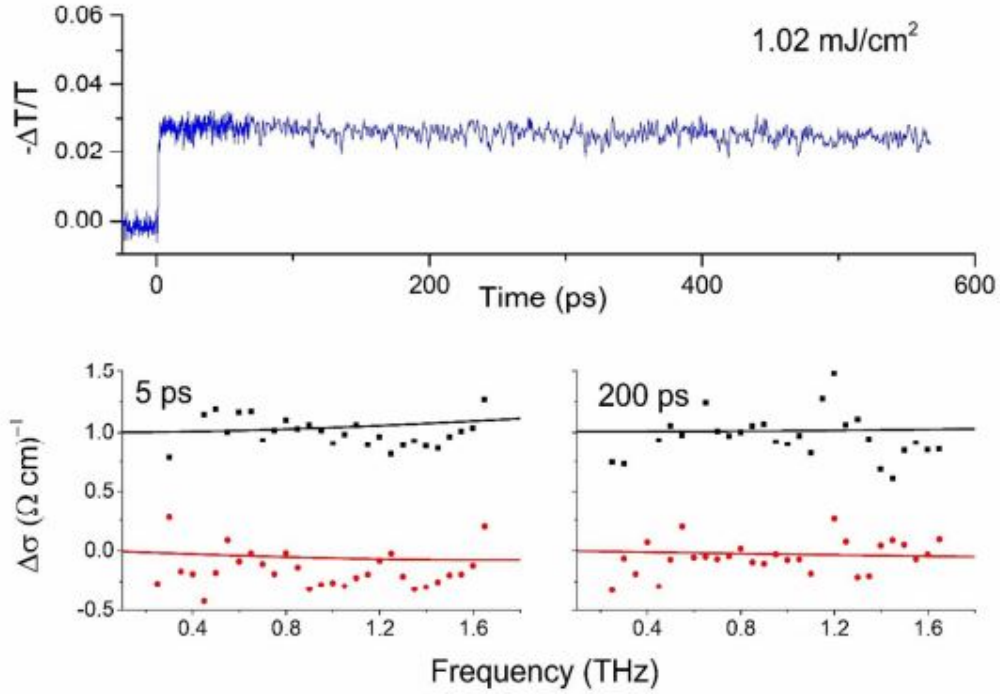 0.06
1.02 mJ/cm²
0.04
-ΔT/T
0.02
0.00
0 200 400 600
Time (ps)
1.5
5 ps
200 ps
1.0
0.5
0.0
-0.5
Δσ (Ω cm)⁻¹
0.4 0.8 1.2 1.6
0.4 0.8 1.2 1.6
Frequency (THz)